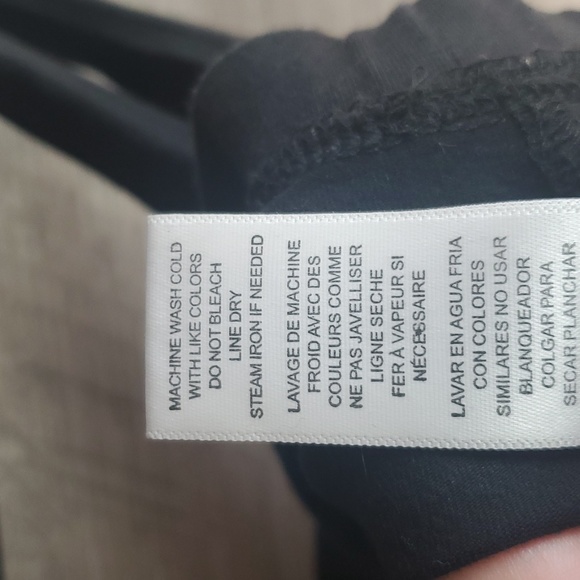 MACHINE WASH COLD
WITH LIKE COLORS
DO NOT BLEACH
LINE DRY
STEAM IRON IF NEEDED
LAVAGE DE MACHINE
FROID AVEC DES
COULEURS COMME
NE PAS JAVELLISER
LIGNE SECHE
FER À VAPEUR SI
NÉCESSAIRE
LAVAR EN AGUA FRIA
CON COLORES
SIMILARES NO USAR
BLANQUEADOR
COLGAR PARA
SECAR PLANCHAR